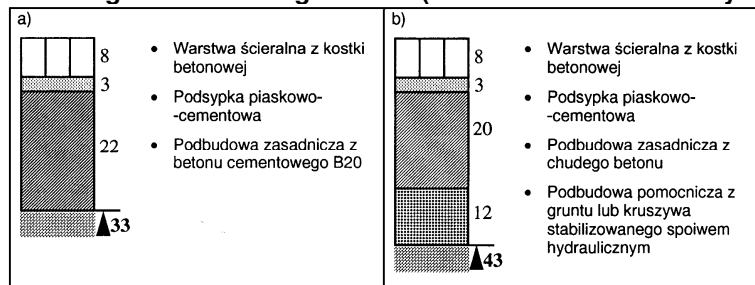 a)
8
3
22
33
• Warstwa ścieralna z kostki
betonowej
• Podsypka piaskowo-
-cementowa
• Podbudowa zasadnicza z
betonu cementowego B20
b)
8
3
20
12
43
• Warstwa ścieralna z kostki
betonowej
• Podsypka piaskowo-
-cementowa
• Podbudowa zasadnicza z
chudego betonu
• Podbudowa pomocnicza z
gruntu lub kruszywa
stabilizowanego spoiwem
hydraulicznym